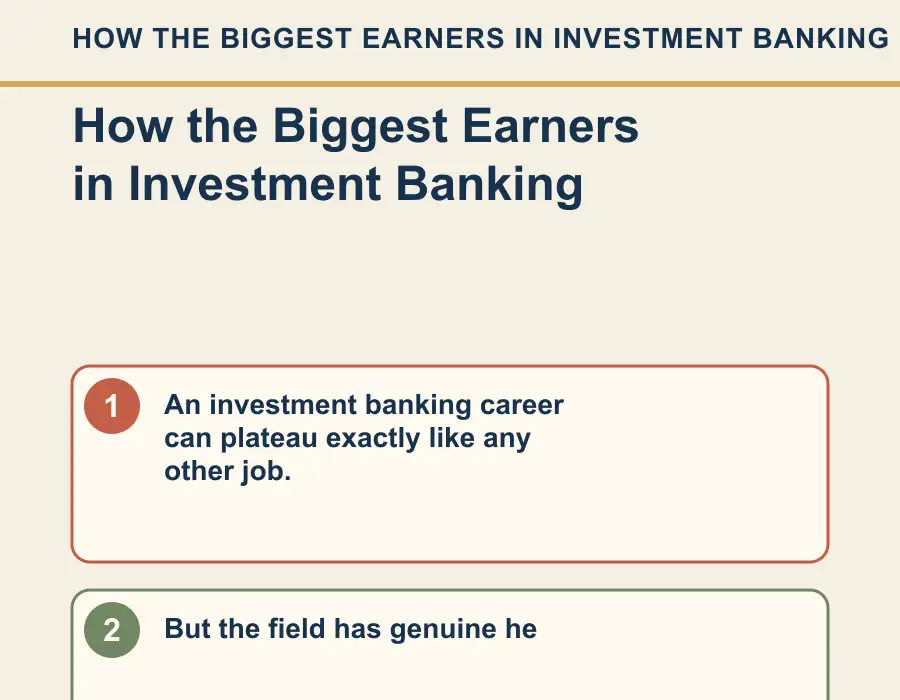 HOW THE BIGGEST EARNERS IN INVESTMENT BANKING
How the Biggest Earners
in Investment Banking
1
An investment banking career
can plateau exactly like any
other job.
2
But the field has genuine he